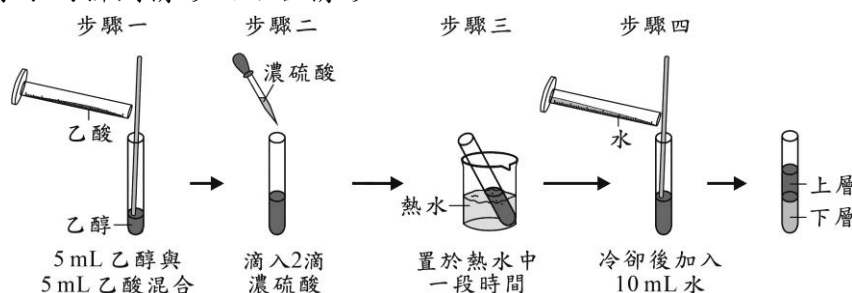 步驟一
步驟二
步驟三
步驟四
濃硫酸
乙酸
水
熱水
乙醇
上層
下層
5 mL 乙醇與
5 mL 乙酸混合
滴入2滴
濃硫酸
置於熱水中
一段時間
冷卻後加入
10 mL 水